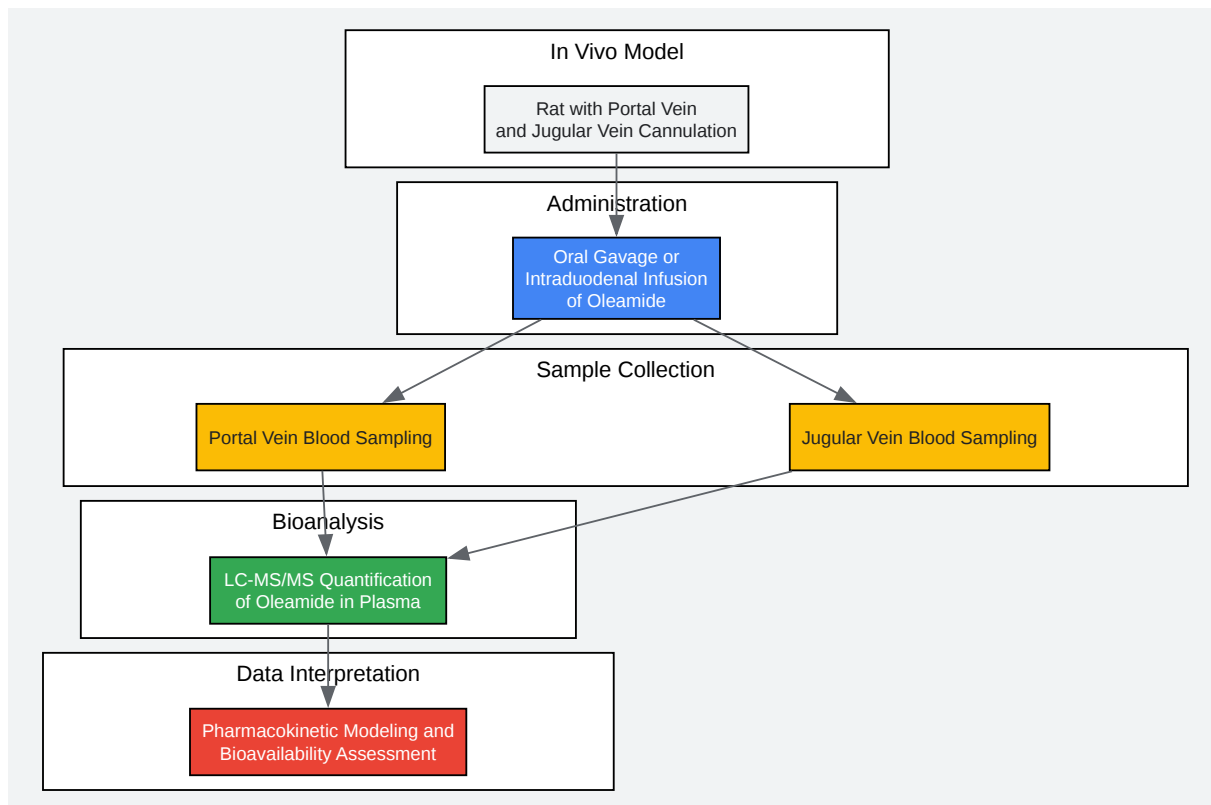 In Vivo Model
Rat with Portal Vein
and Jugular Vein Cannulation
Administration
Oral Gavage or
Intraduodenal Infusion
of Oleamide
Sample Collection
Portal Vein Blood Sampling
Jugular Vein Blood Sampling
Bioanalysis
LC-MS/MS Quantification
of Oleamide in Plasma
Data Interpretation
Pharmacokinetic Modeling and
Bioavailability Assessment